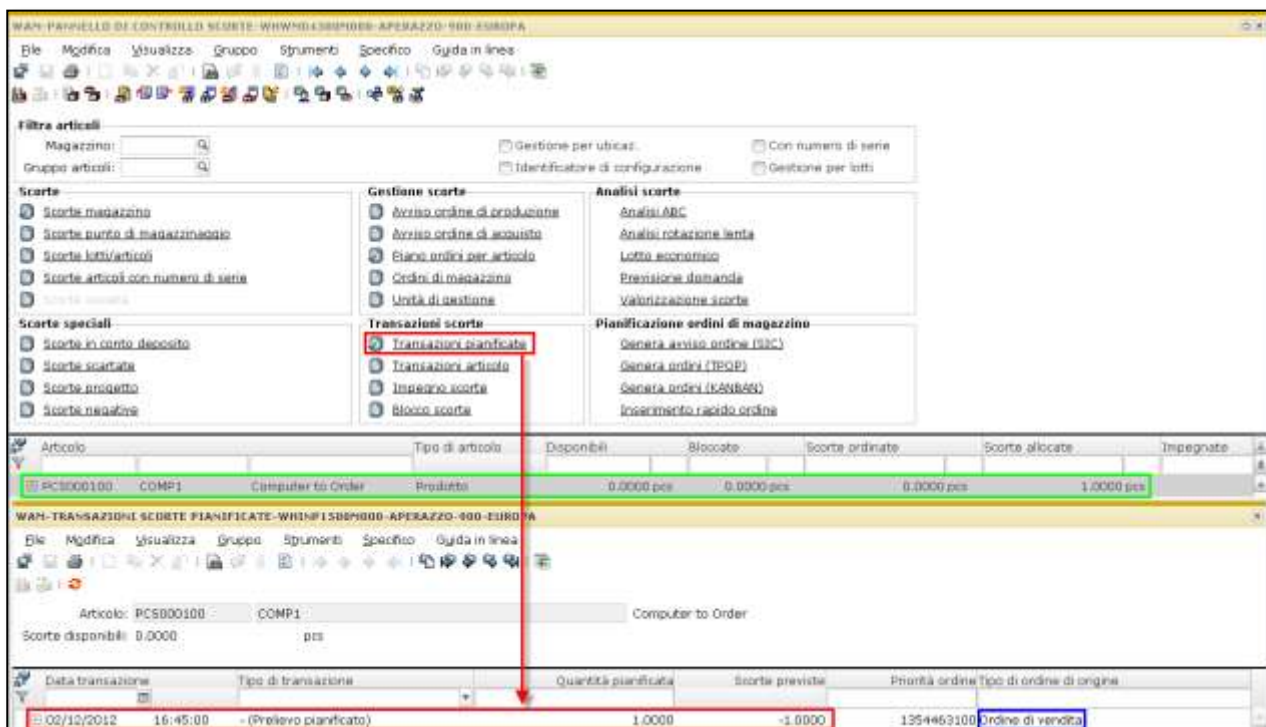 WAM-PANNELLO DI CONTROLLO SCORTE-WHWMD4300M000-APERAZZO-900-EUROPA
File Modifica Visualizza Gruppo Strumenti Specifico Guida in linea
Filtra articoli
Magazzino:
Gestione per ubicaz.
Con numero di serie
Gruppo articoli:
Identificatore di configurazione
Gestione per lotti
Scorte
Gestione scorte
Analisi scorte
Scorte magazzino
Avviso ordine di produzione
Analisi ABC
Scorte punto di magazzinaggio
Avviso ordine di acquisto
Analisi rotazione lenta
Scorte lotti/articoli
Piano ordini per articolo
Lotto economico
Scorte articoli con numero di serie
Ordini di magazzino
Previsione domanda
Unità di gestione
Valorizzazione scorte
Scorte speciali
Transazioni scorte
Pianificazione ordini di magazzino
Scorte in conto deposito
Transazioni pianificate
Genera avviso ordine (SIC)
Scorte scartate
Transazioni articolo
Genera ordini (TPOP)
Scorte progetto
Impegno scorte
Genera ordini (KANBAN)
Scorte negative
Blocco scorte
Inserimento rapido ordine
Articolo Tipo di articolo Disponibili Bloccate Scorte ordinate Scorte allocate Impegnate
PCS000100 COMP1 Computer to Order Prodotto 0.0000 pcs 0.0000 pcs 0.0000 pcs 1.0000 pcs
WAM-TRANSAZIONI SCORTE PIANIFICATE-WHINP1500M000-APERAZZO-900-EUROPA
File Modifica Visualizza Gruppo Strumenti Specifico Guida in linea
Articolo: PCS000100 COMP1 Computer to Order
Scorte disponibili: 0.0000 pcs
Data transazione Tipo di transazione Quantità pianificata Scorte previste Priorità ordine Tipo di ordine di origine
02/12/2012 16:45:00 - (Prelievo pianificato) 1.0000 -1.0000 1354463100 Ordine di vendita